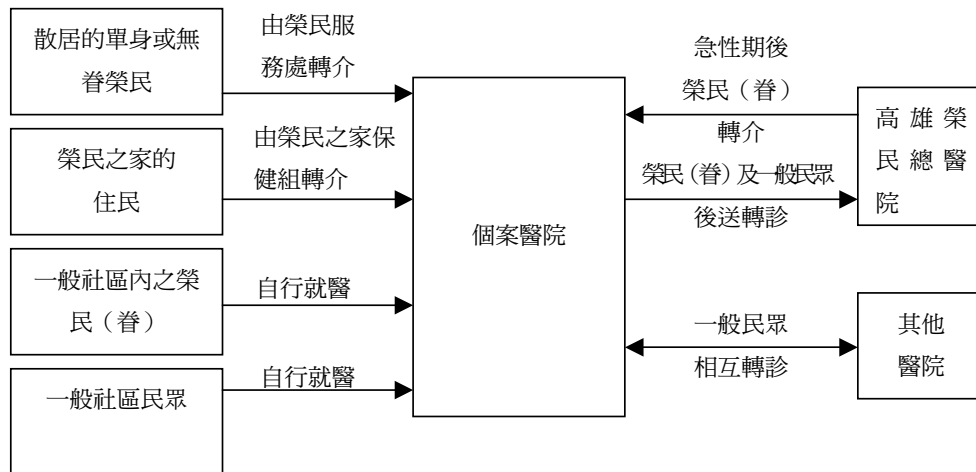 散居的單身或無
眷榮民
由榮民服
務處轉介
榮民之家的
住民
由榮民之家保
健組轉介
一般社區內之榮
民（眷）
自行就醫
一般社區民眾
自行就醫
個案醫院
急性期後
榮民（眷）
轉介
榮民（眷）及一般民眾
後送轉診
高雄榮
民總醫
院
一般民眾
相互轉診
其他
醫院